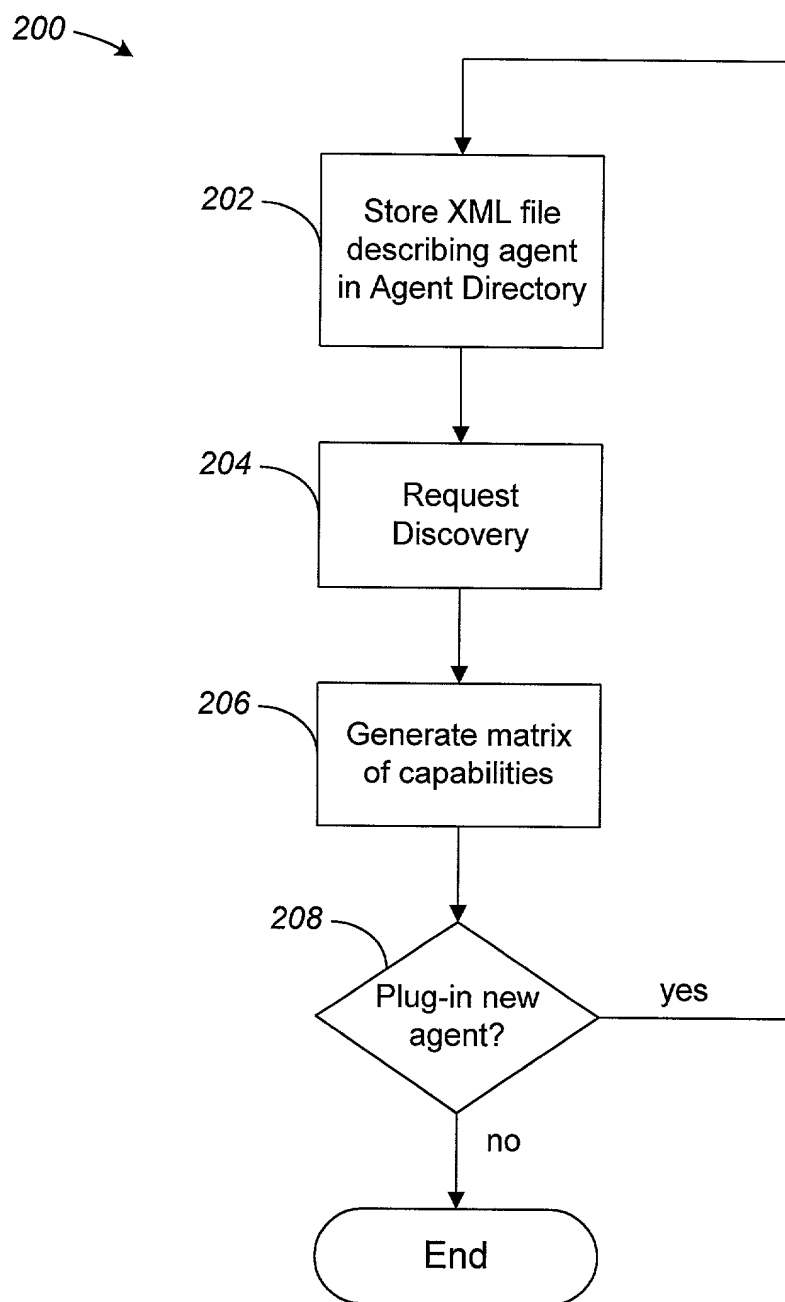 200
202
Store XML file
describing agent
in Agent Directory
204
Request
Discovery
206
Generate matrix
of capabilities
208
Plug-in new
agent?
yes
no
End